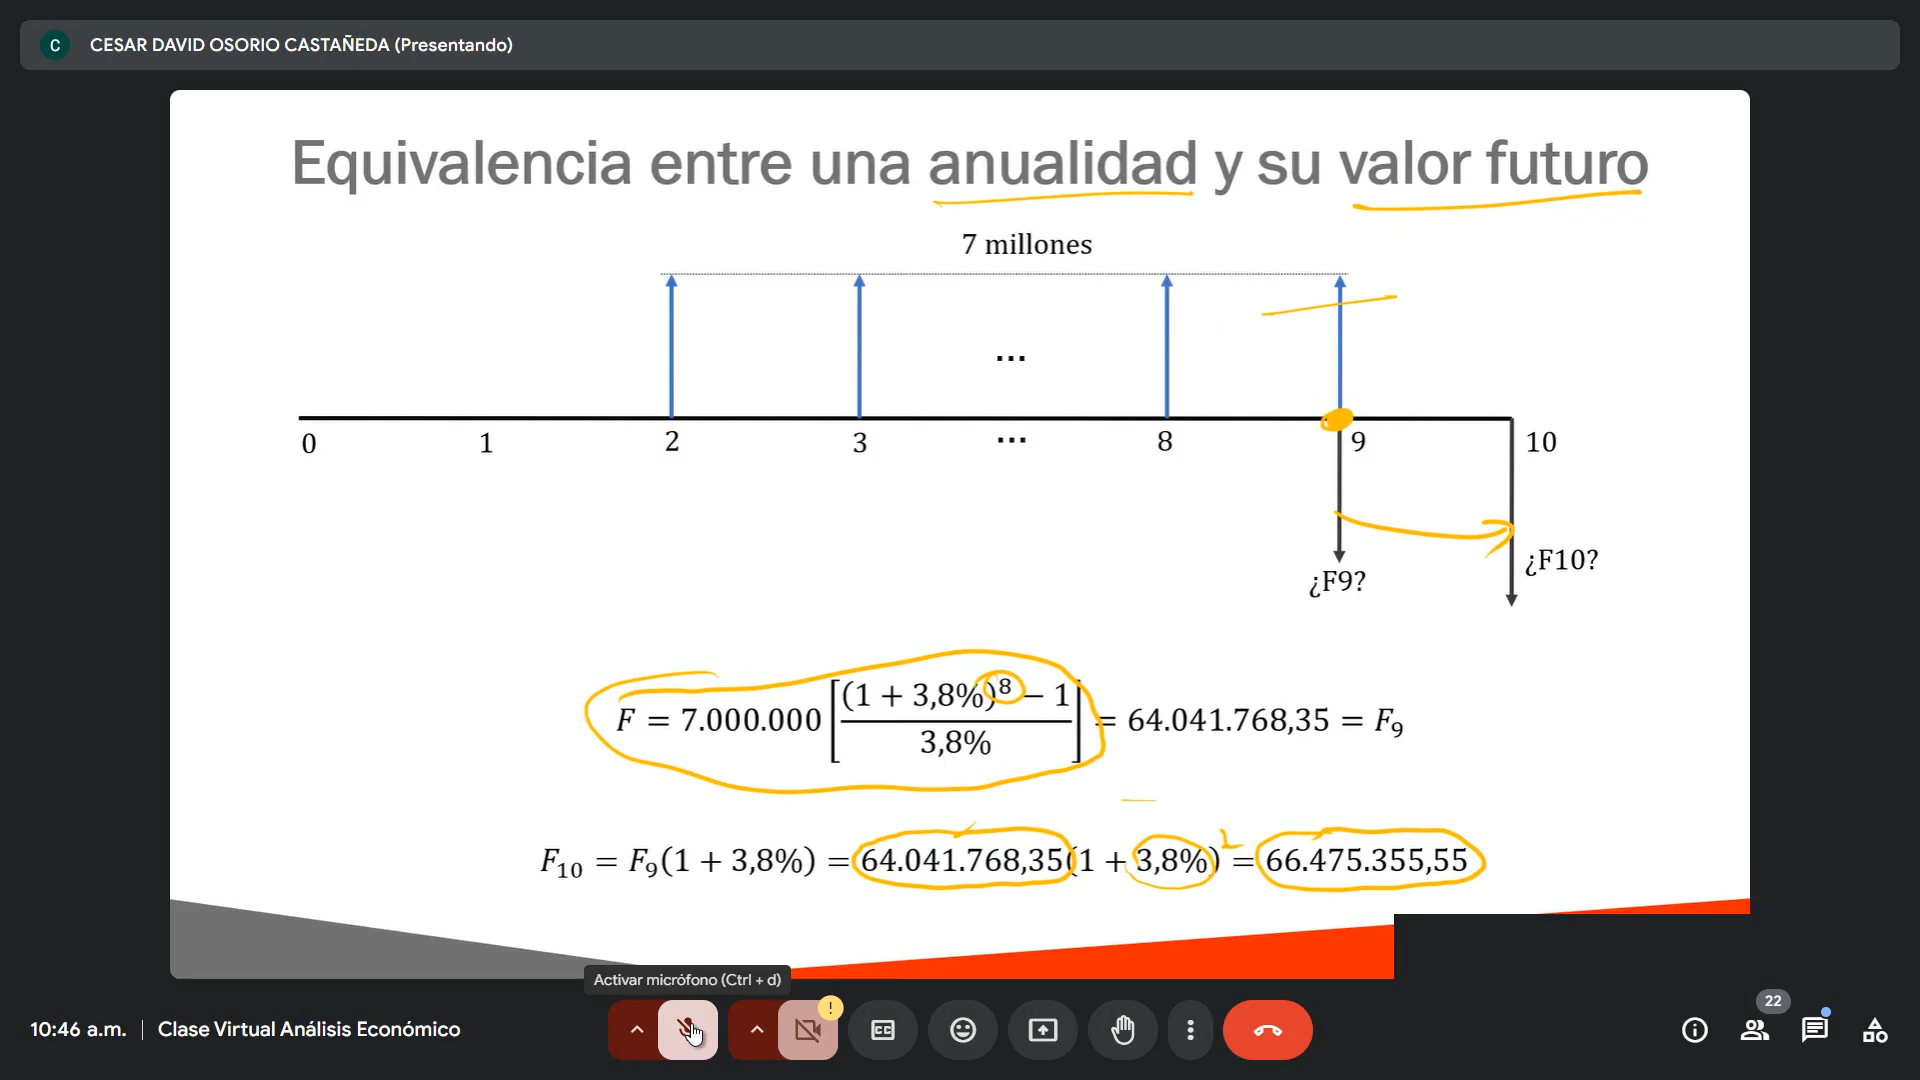 C CESAR DAVID OSORIO CASTAÑEDA (Presentando)
Equivalencia entre una anualidad y su valor futuro
7 millones
...
0 1 2 3 ... 8 9 10
¿F10?
¿F9?
F = 7.000.000 [((1 + 3,8%)^8 − 1) / 3,8%] = 64.041.768,35 = F₉
F₁₀ = F₉(1 + 3,8%) = 64.041.768,35(1 + 3,8%)¹ = 66.475.355,55
Activar micrófono (Ctrl + d)
!
22
10:46 a.m. | Clase Virtual Análisis Económico
CC